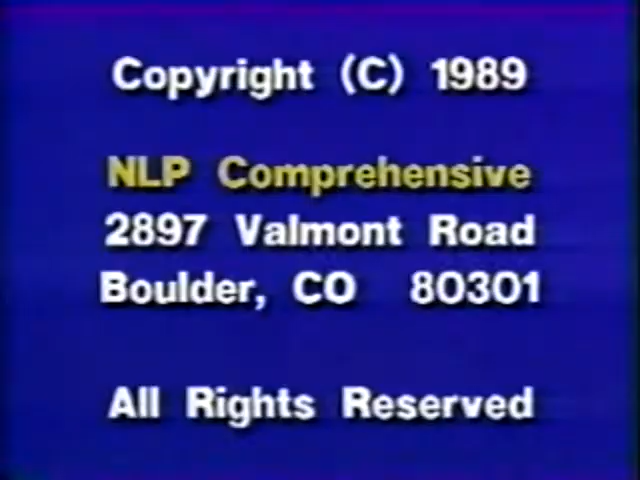 Copyright (C) 1989
NLP Comprehensive
2897 Valmont Road
Boulder, CO 80301
All Rights Reserved